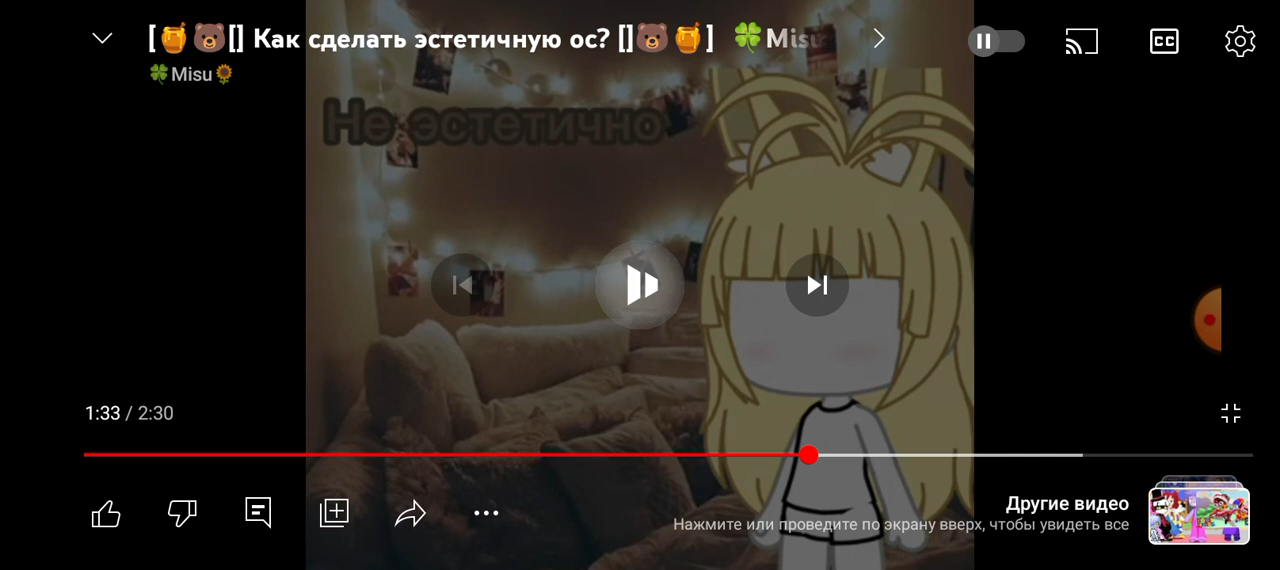 [🍯🐻[] Как сделать эстетичную ос? []🐻🍯] 🍀Misu
🍀Misu🌻
CC
Не эстетично
1:33 / 2:30
Другие видео
Нажмите или проведите по экрану вверх, чтобы увидеть все